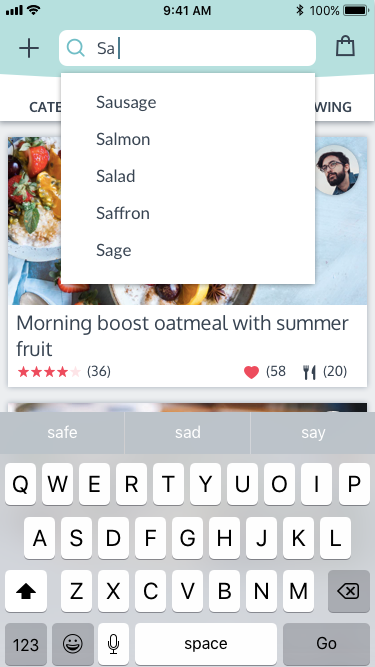 9:41 AM 100%
Sa
CATE WING
Sausage
Salmon
Salad
Saffron
Sage
Morning boost oatmeal with summer
fruit
(36) (58 (20)
safe sad say
Q W E R T Y U I O P
A S D F G H J K L
Z X C V B N M
123 space Go